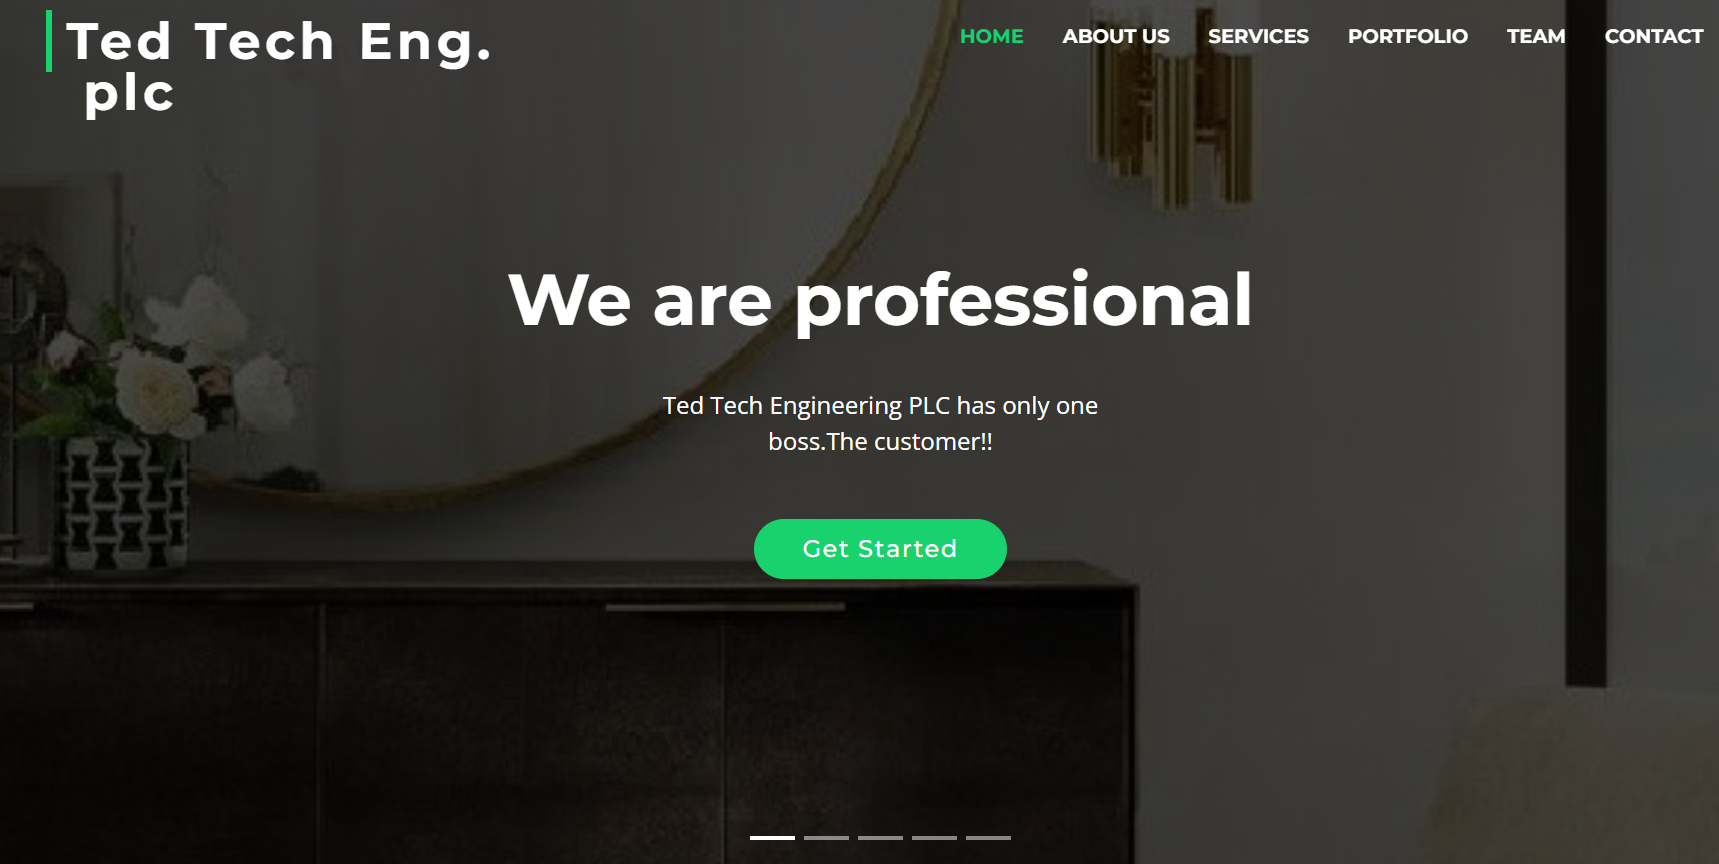 Ted Tech Eng.
plc
HOME
ABOUT US
SERVICES
PORTFOLIO
TEAM
CONTACT
We are professional
Ted Tech Engineering PLC has only one
boss.The customer!!
Get Started